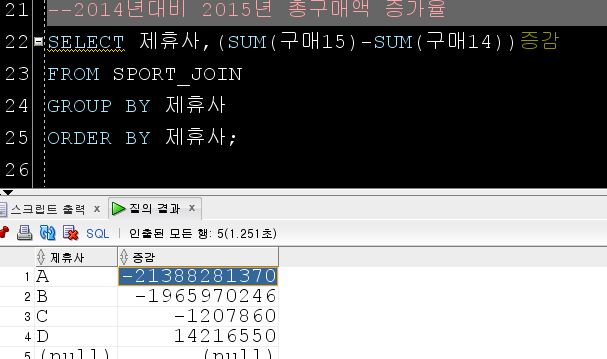 21 --2014년대비 2015년 총구매액 증가율
22 SELECT 제휴사,(SUM(구매15)-SUM(구매14))증감
23 FROM SPORT_JOIN
24 GROUP BY 제휴사
25 ORDER BY 제휴사;
26
스크립트 출력 x 질의 결과 x
SQL | 인출된 모든 행: 5(1.251초)
제휴사 증감
1 A -21388281370
2 B -1965970246
3 C -1207860
4 D 14216550
5 (null) (null)